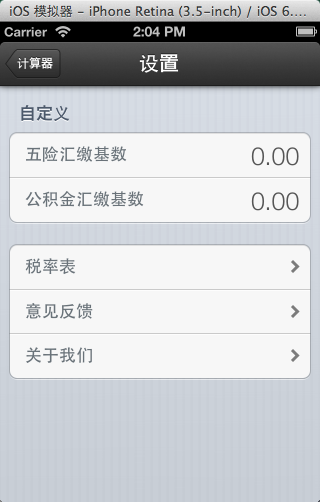 iOS 模拟器 – iPhone Retina (3.5-inch) / iOS 6....
Carrier 2:04 PM
计算器 设置
自定义
五险汇缴基数 0.00
公积金汇缴基数 0.00
税率表
意见反馈
关于我们